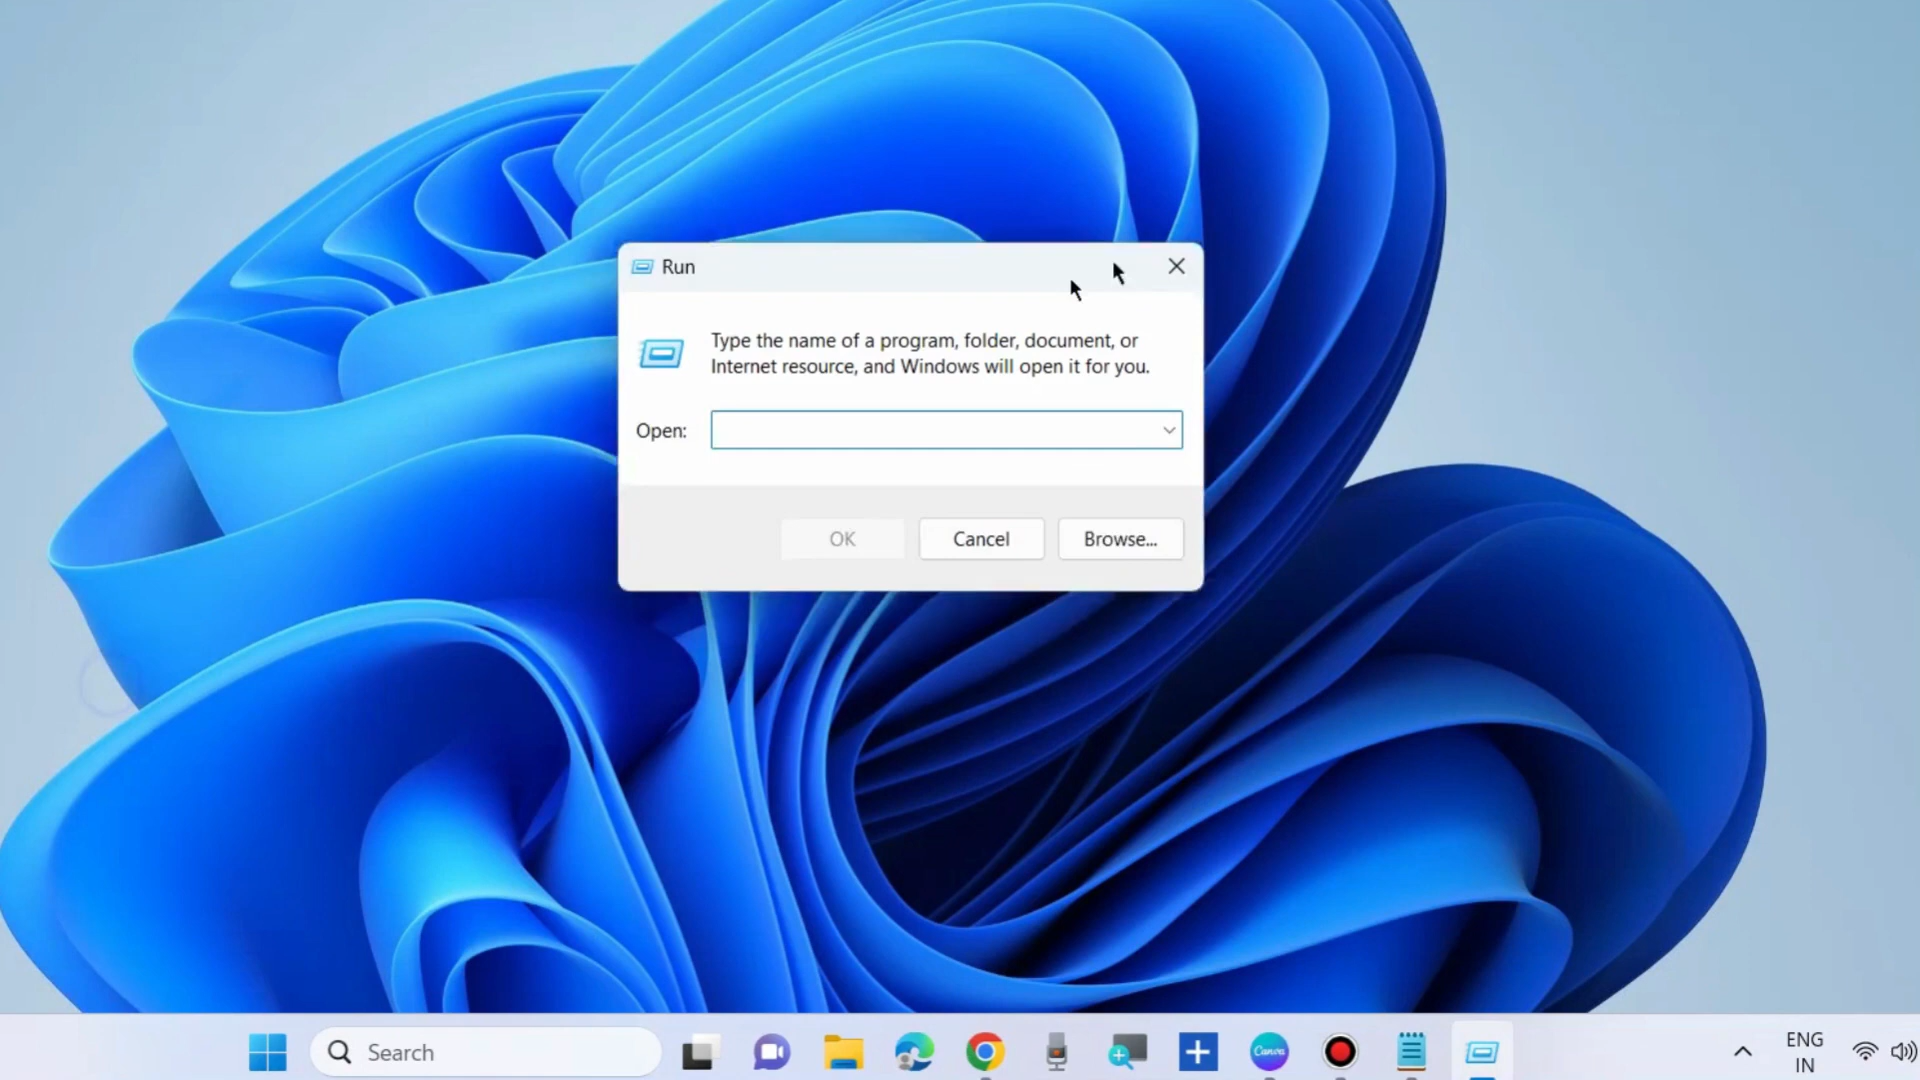 Run
Type the name of a program, folder, document, or
Internet resource, and Windows will open it for you.
Open:
OK
Cancel
Browse...
Search
Canva
ENG
IN